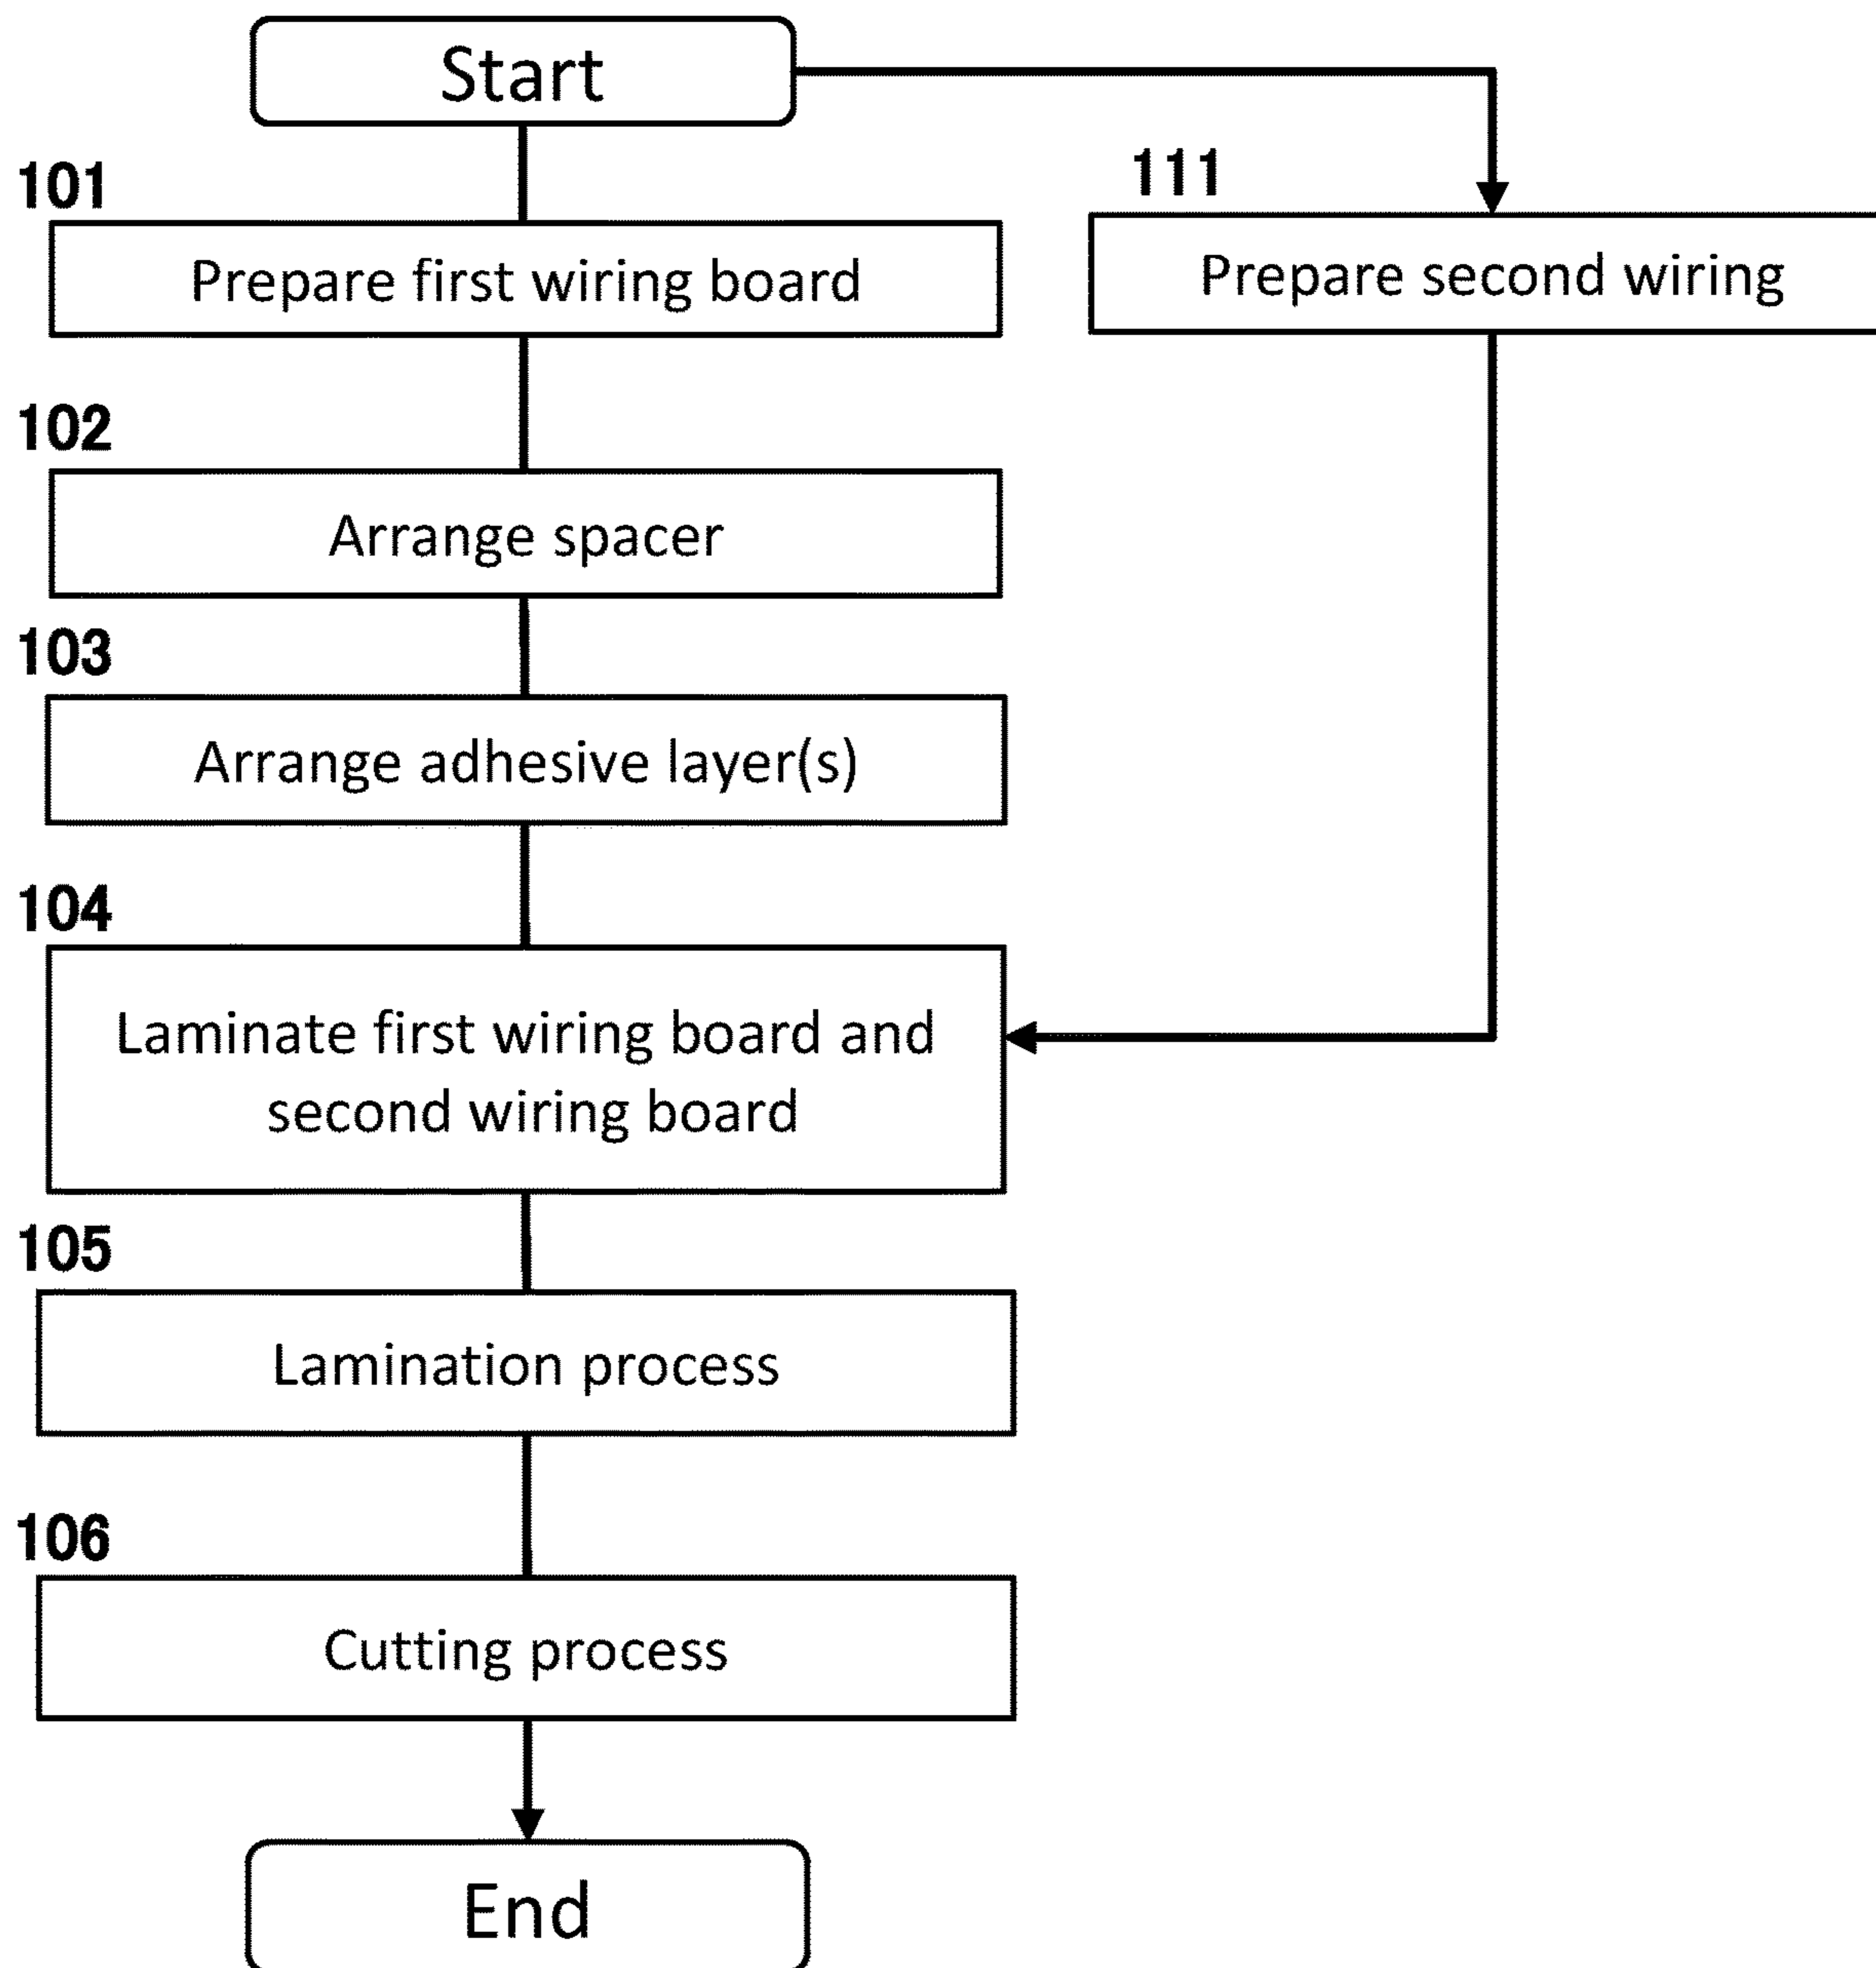 Start
101
Prepare first wiring board
111
Prepare second wiring
102
Arrange spacer
103
Arrange adhesive layer(s)
104
Laminate first wiring board and
second wiring board
105
Lamination process
106
Cutting process
End